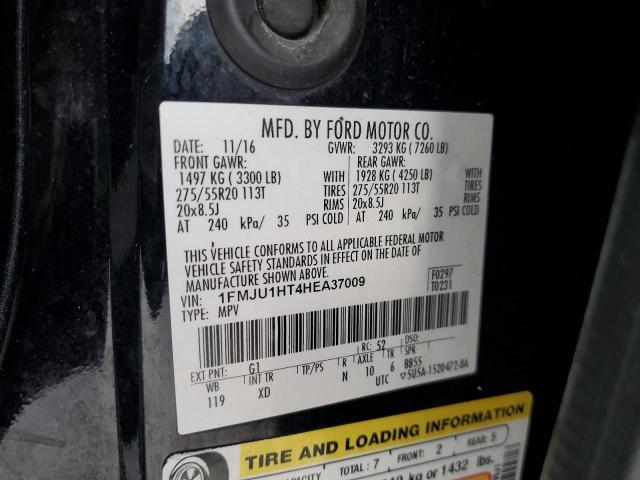 MFD. BY FORD MOTOR CO.
DATE: 11/16 GVWR: 3293 KG ( 7260 LB)
FRONT GAWR: REAR GAWR:
1497 KG ( 3300 LB) WITH 1928 KG ( 4250 LB) WITH
275/55R20 113T TIRES 275/55R20 113T TIRES
20x8.5J RIMS 20x8.5J RIMS
AT 240 kPa/ 35 PSI COLD AT 240 kPa/ 35 PSI COLD
THIS VEHICLE CONFORMS TO ALL APPLICABLE FEDERAL MOTOR
VEHICLE SAFETY STANDARDS IN EFFECT ON THE DATE OF
MANUFACTURE SHOWN ABOVE.
VIN: 1FMJU1HT4HEA37009 F0297
TYPE: MPV T0231
EXT PNT: G1 RC: 52 DSO:
WB INT TR TP/PS R AXLE TR SPR
119 XD N 10 6 BB55
UTC 5U5A-1520472-BA
TIRE AND LOADING INFORMATION
TOTAL: 7 FRONT: 2 REAR: 5
kg or 1432 lbs.